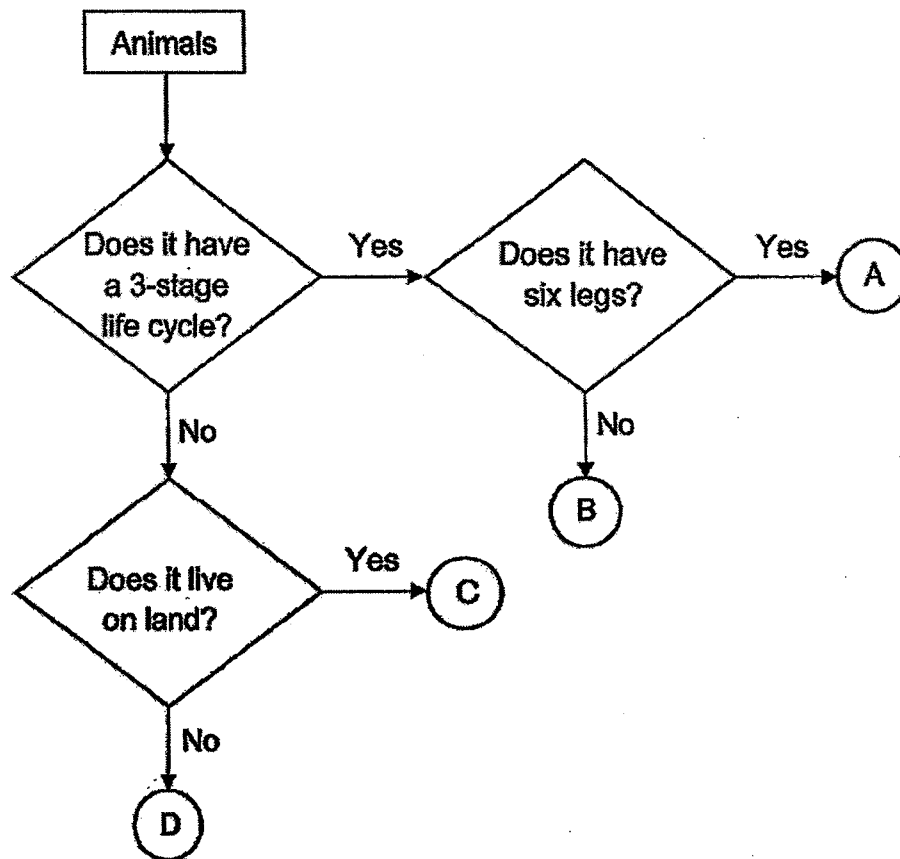 Animals
Does it have
a 3-stage
life cycle?
Yes
Does it have
six legs?
Yes
A
No
No
B
Does it live
on land?
Yes
C
No
D